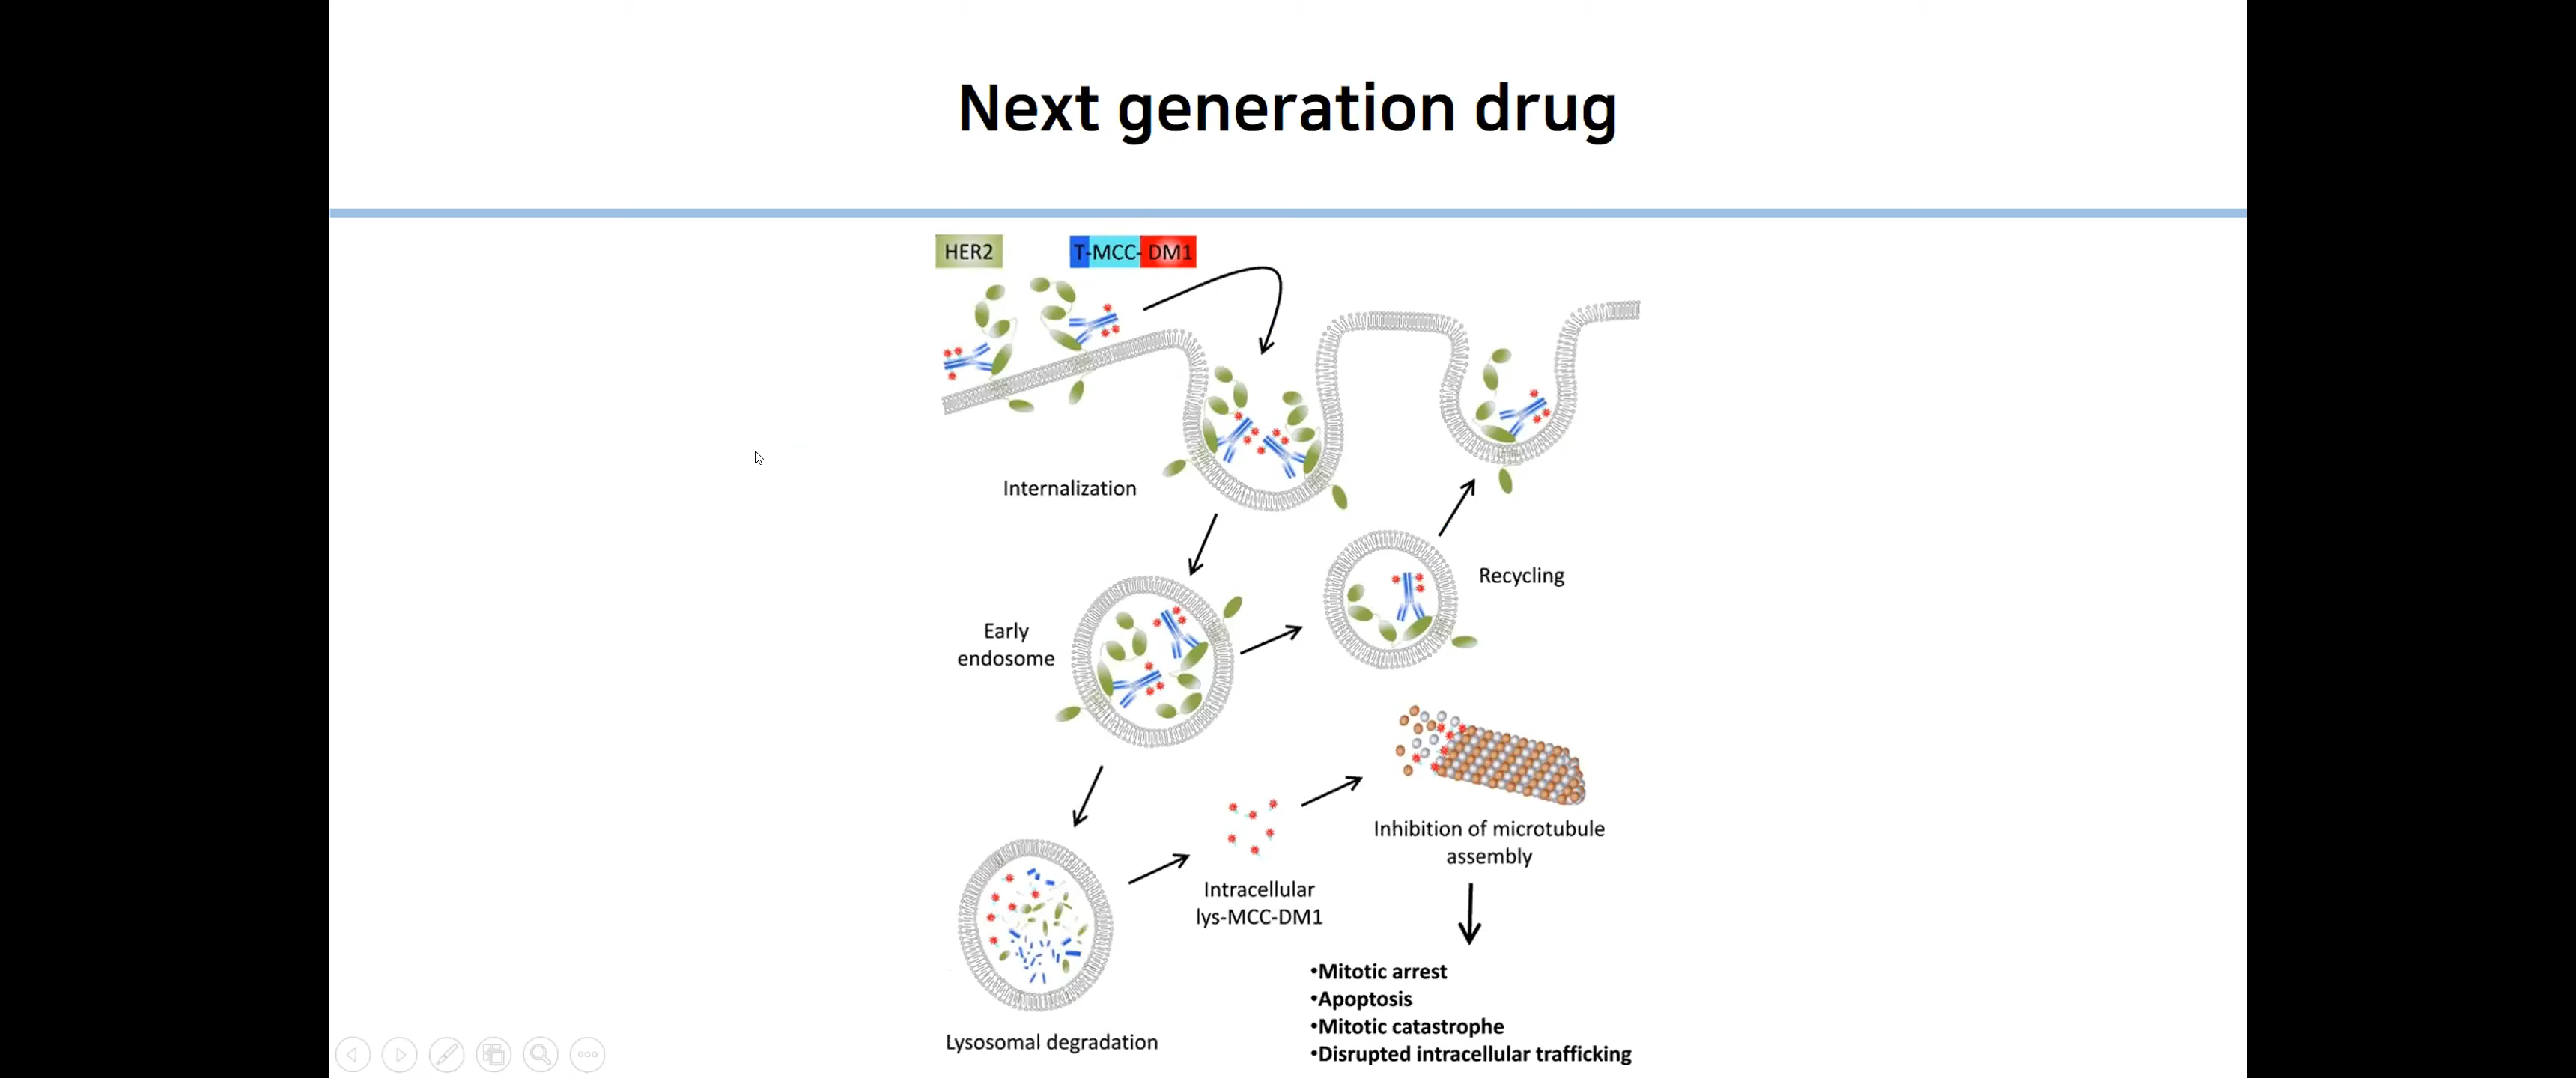 Next generation drug
HER2
T-MCC- DM1
Internalization
Recycling
Early
endosome
Inhibition of microtubule
assembly
Intracellular
lys-MCC-DM1
•Mitotic arrest
•Apoptosis
•Mitotic catastrophe
•Disrupted intracellular trafficking
Lysosomal degradation